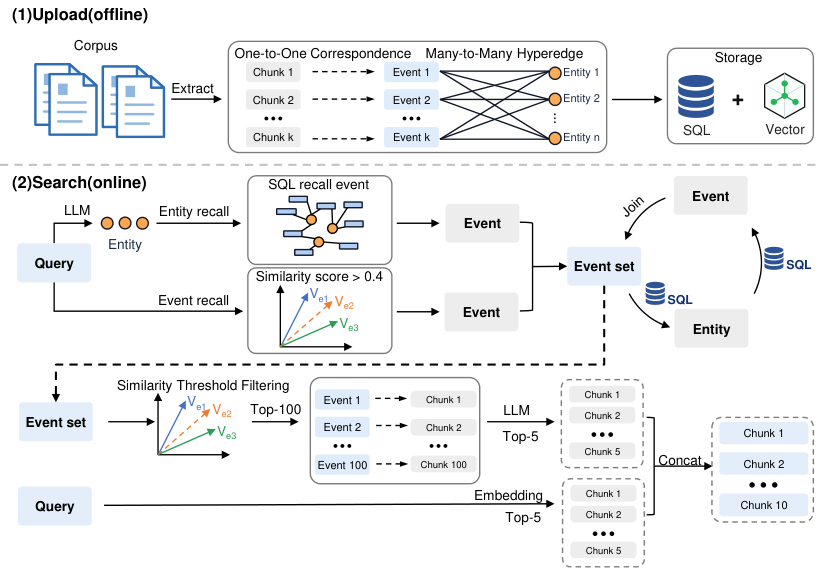 (1)Upload(offline)
Corpus
Extract
One-to-One Correspondence
Many-to-Many Hyperedge
Chunk 1
Event 1
Entity 1
Chunk 2
Event 2
Entity 2
Chunk k
Event k
Entity n
Storage
+
SQL
Vector
(2)Search(online)
LLM
Entity
Entity recall
SQL recall event
Event
Query
Event recall
Similarity score > 0.4
Ve1
Ve2
Ve3
Event
Event set
Join
Event
SQL
SQL
Entity
Event set
Similarity Threshold Filtering
Ve1
Ve2
Ve3
Top-100
Event 1
Chunk 1
Event 2
Chunk 2
Event 100
Chunk 100
LLM
Top-5
Chunk 1
Chunk 2
Chunk 5
Query
Embedding
Top-5
Chunk 1
Chunk 2
Chunk 5
Concat
Chunk 1
Chunk 2
Chunk 10